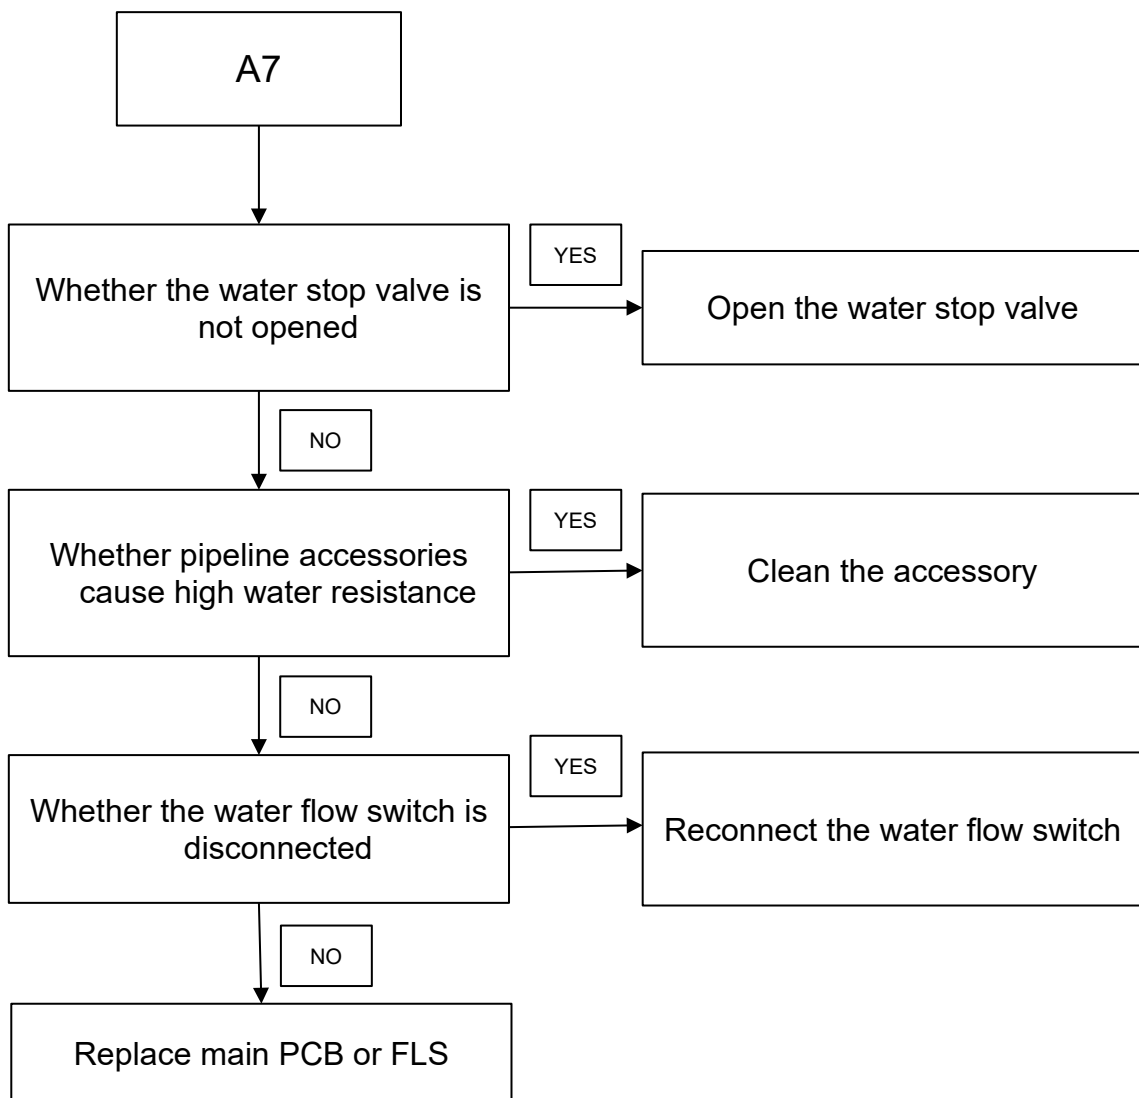 A7
Whether the water stop valve is
not opened
YES
Open the water stop valve
NO
Whether pipeline accessories
cause high water resistance
YES
Clean the accessory
NO
Whether the water flow switch is
disconnected
YES
Reconnect the water flow switch
NO
Replace main PCB or FLS